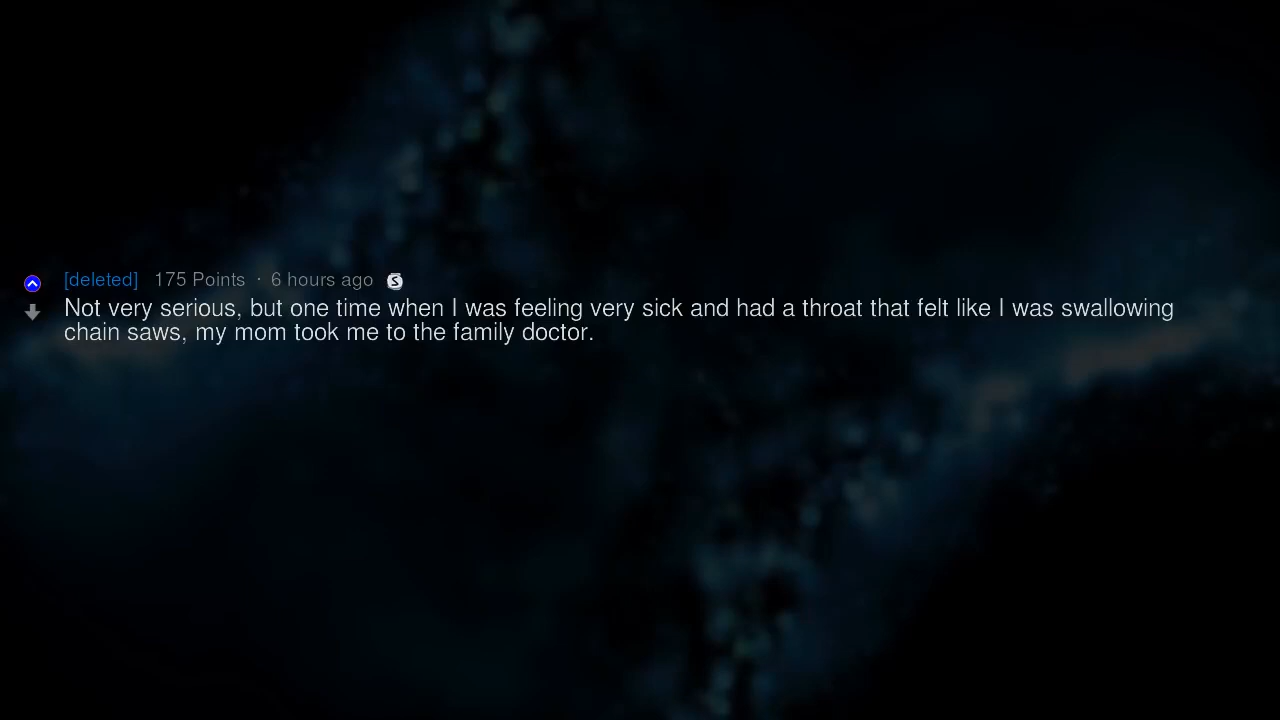 [deleted] 175 Points · 6 hours ago S
Not very serious, but one time when I was feeling very sick and had a throat that felt like I was swallowing
chain saws, my mom took me to the family doctor.